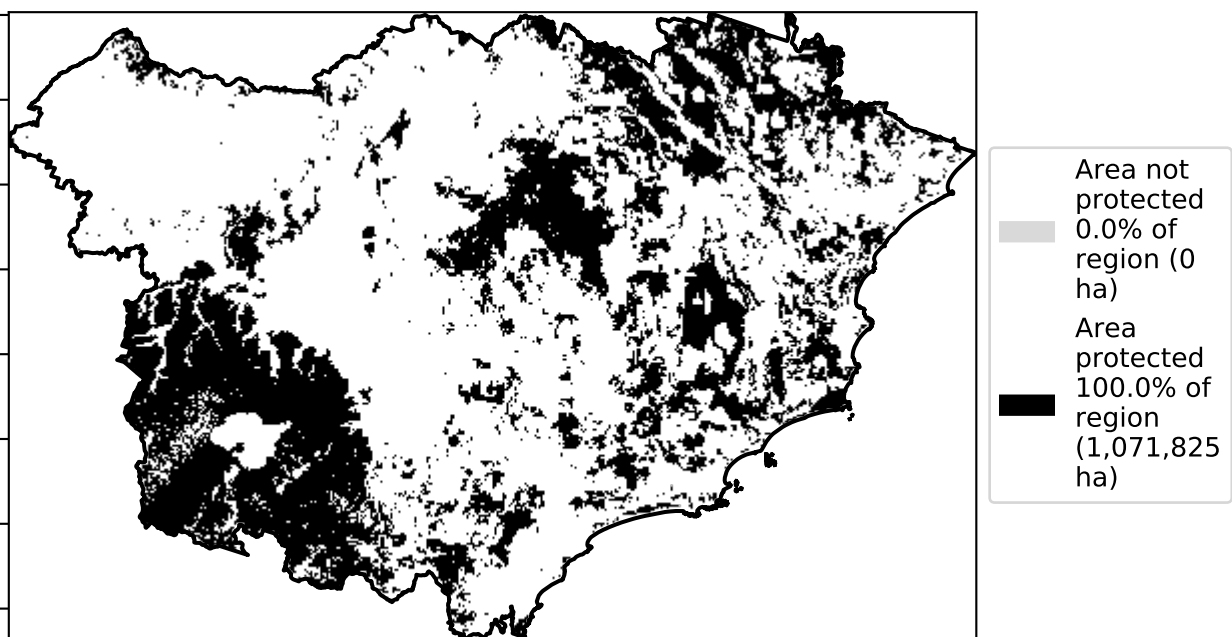 Area not
protected
0.0% of
region (0
ha)
Area
protected
100.0% of
region
(1,071,825
ha)